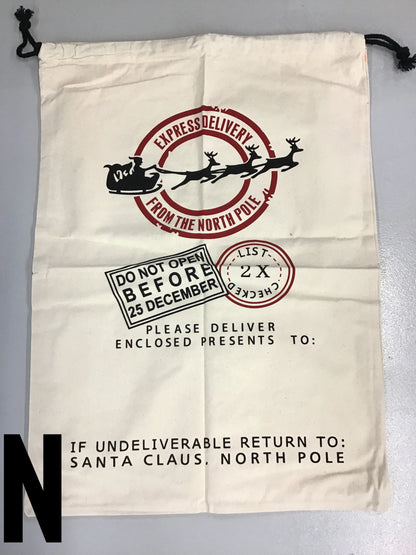 EXPRESS DELIVERY
FROM THE NORTH POLE
DO NOT OPEN
BEFORE
25 DECEMBER
LIST
2 X
CHECKED
PLEASE DELIVER
ENCLOSED PRESENTS TO:
IF UNDELIVERABLE RETURN TO:
SANTA CLAUS, NORTH POLE
N